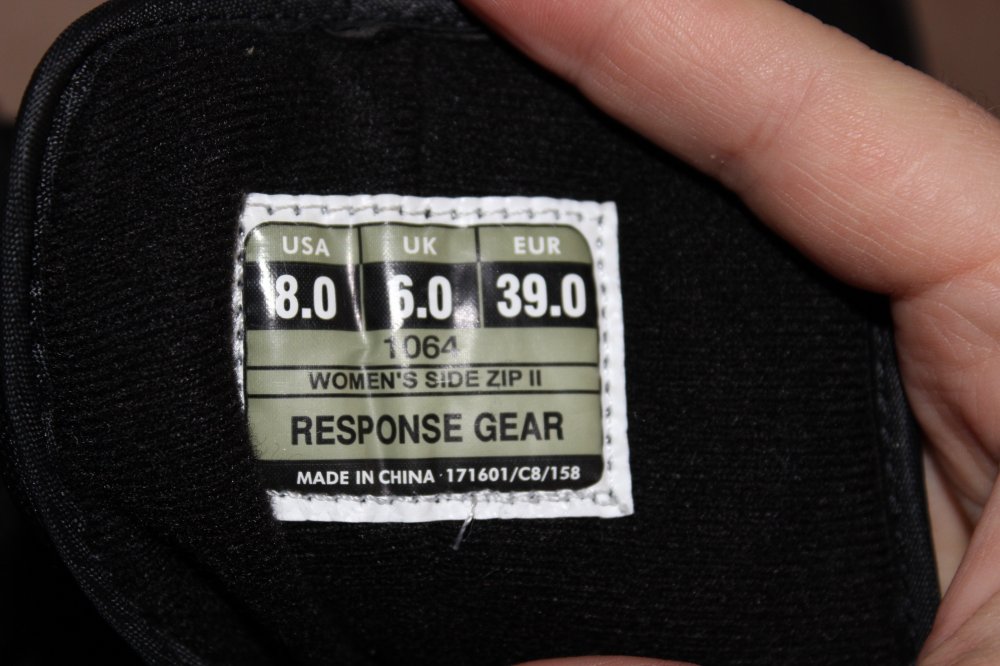 USA UK EUR
8.0 6.0 39.0
1064
WOMEN'S SIDE ZIP II
RESPONSE GEAR
MADE IN CHINA · 171601/C8/158